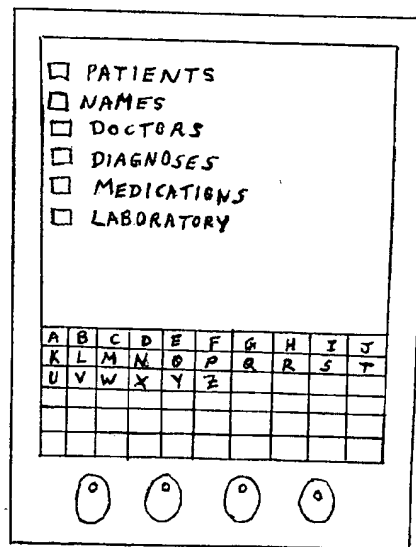 PATIENTS
NAMES
DOCTORS
DIAGNOSES
MEDICATIONS
LABORATORY
A B C D E F G H I J
K L M N O P Q R S T
U V W X Y Z